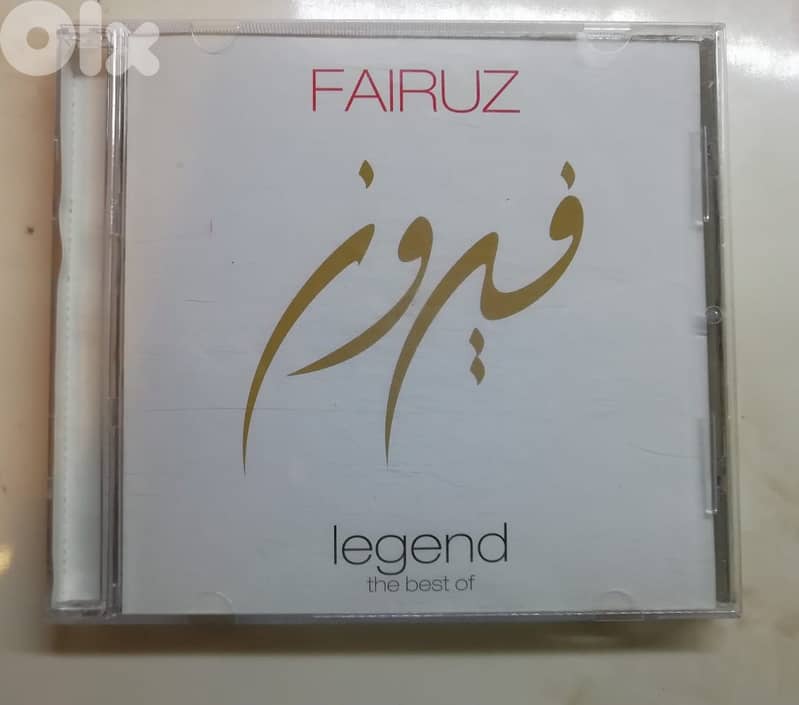 OLX
FAIRUZ
فيروز
legend
the best of